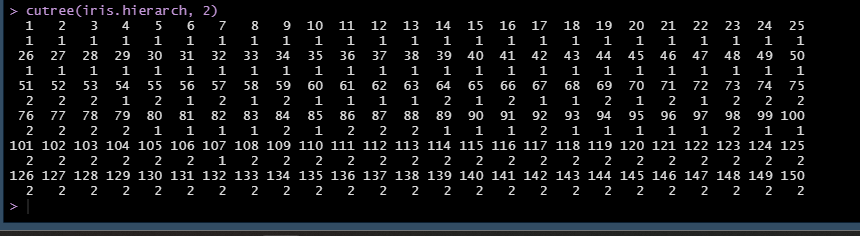 > cutree(iris.hierarch, 2)
1 2 3 4 5 6 7 8 9 10 11 12 13 14 15 16 17 18 19 20 21 22 23 24 25
1 1 1 1 1 1 1 1 1 1 1 1 1 1 1 1 1 1 1 1 1 1 1 1 1
26 27 28 29 30 31 32 33 34 35 36 37 38 39 40 41 42 43 44 45 46 47 48 49 50
1 1 1 1 1 1 1 1 1 1 1 1 1 1 1 1 1 1 1 1 1 1 1 1 1
51 52 53 54 55 56 57 58 59 60 61 62 63 64 65 66 67 68 69 70 71 72 73 74 75
2 2 2 1 2 1 2 1 2 1 1 1 1 2 1 2 1 1 2 1 2 1 2 2 2
76 77 78 79 80 81 82 83 84 85 86 87 88 89 90 91 92 93 94 95 96 97 98 99 100
2 2 2 2 1 1 1 1 2 1 2 2 2 1 1 1 2 1 1 1 1 1 2 1 1
101 102 103 104 105 106 107 108 109 110 111 112 113 114 115 116 117 118 119 120 121 122 123 124 125
2 2 2 2 2 2 1 2 2 2 2 2 2 2 2 2 2 2 2 2 2 2 2 2 2
126 127 128 129 130 131 132 133 134 135 136 137 138 139 140 141 142 143 144 145 146 147 148 149 150
2 2 2 2 2 2 2 2 2 2 2 2 2 2 2 2 2 2 2 2 2 2 2 2 2
>